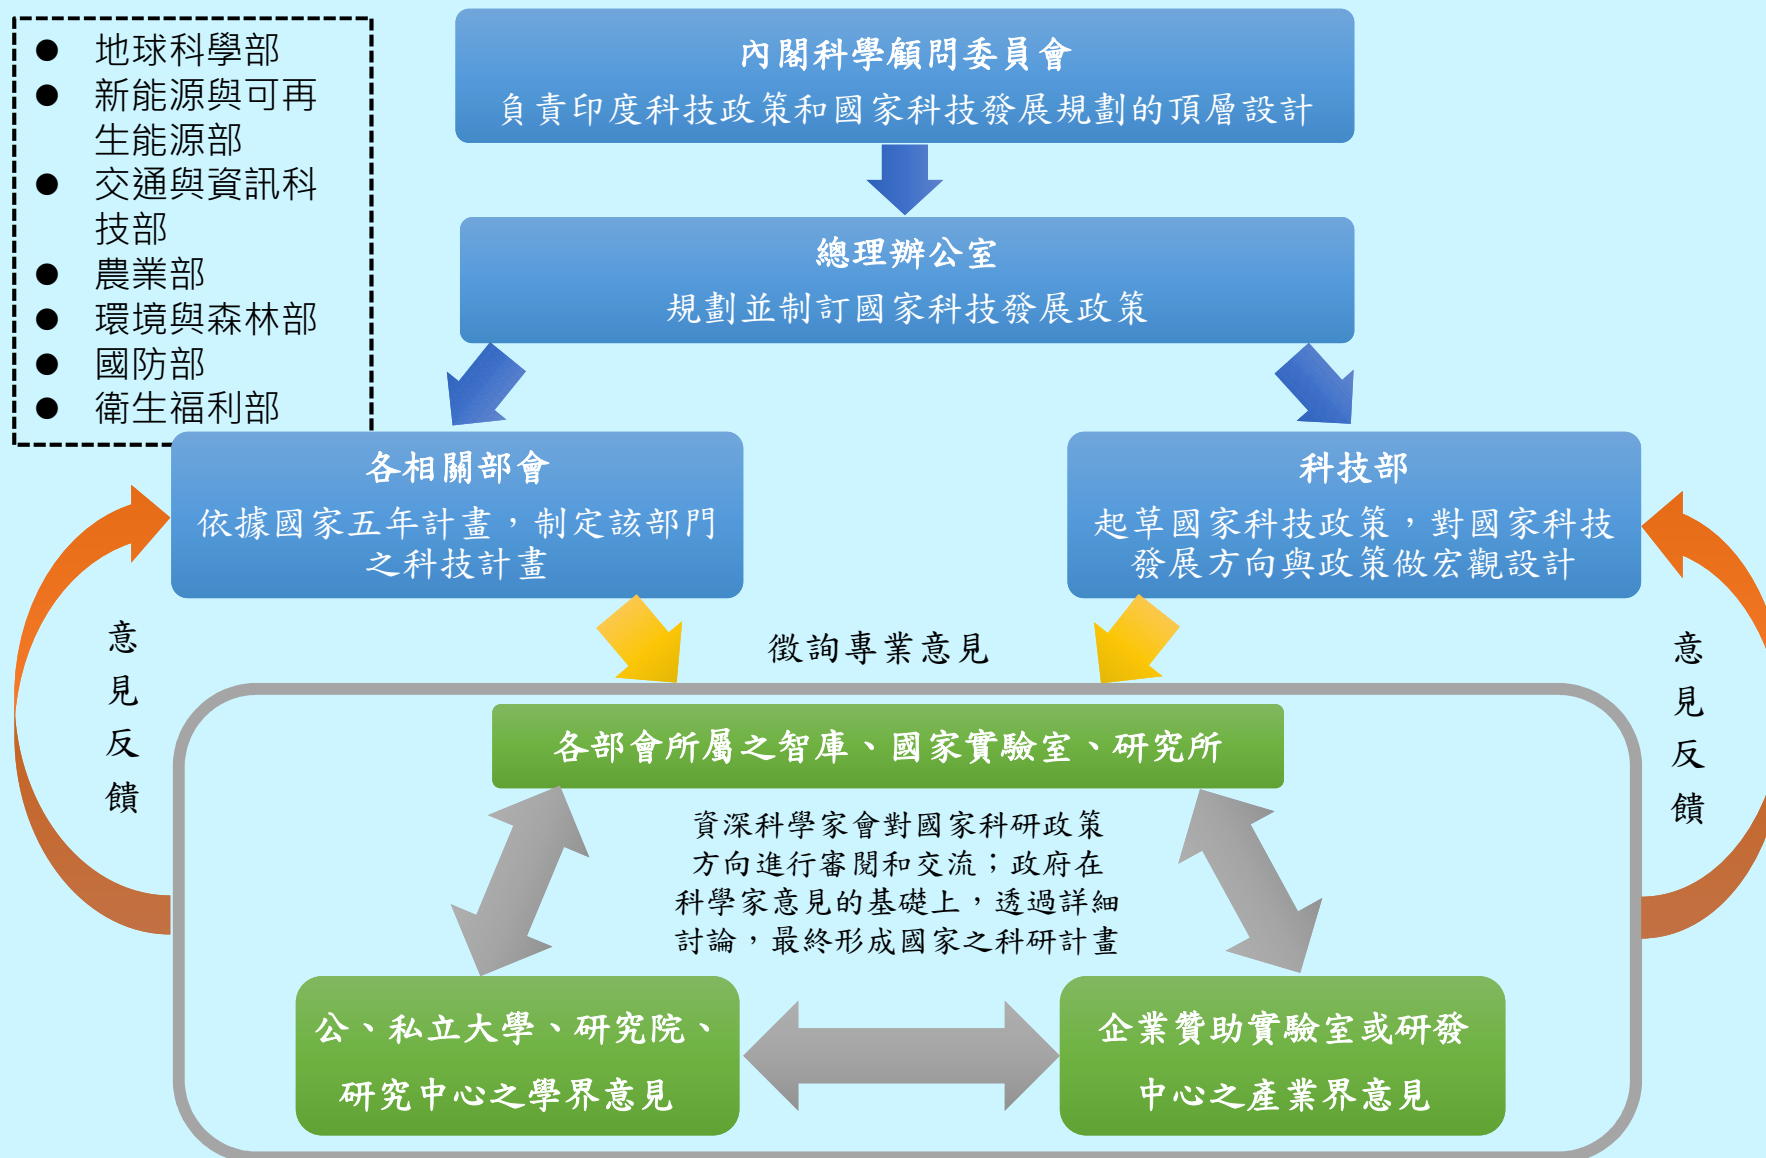 ● 地球科學部
● 新能源與可再
生能源部
● 交通與資訊科
技部
● 農業部
● 環境與森林部
● 國防部
● 衛生福利部
內閣科學顧問委員會
負責印度科技政策和國家科技發展規劃的頂層設計
總理辦公室
規劃並制訂國家科技發展政策
各相關部會
依據國家五年計畫，制定該部門
之科技計畫
科技部
起草國家科技政策，對國家科技
發展方向與政策做宏觀設計
意
見
反
饋
徵詢專業意見
意
見
反
饋
各部會所屬之智庫、國家實驗室、研究所
資深科學家會對國家科研政策
方向進行審閱和交流；政府在
科學家意見的基礎上，透過詳細
討論，最終形成國家之科研計畫
公、私立大學、研究院、
研究中心之學界意見
企業贊助實驗室或研發
中心之產業界意見